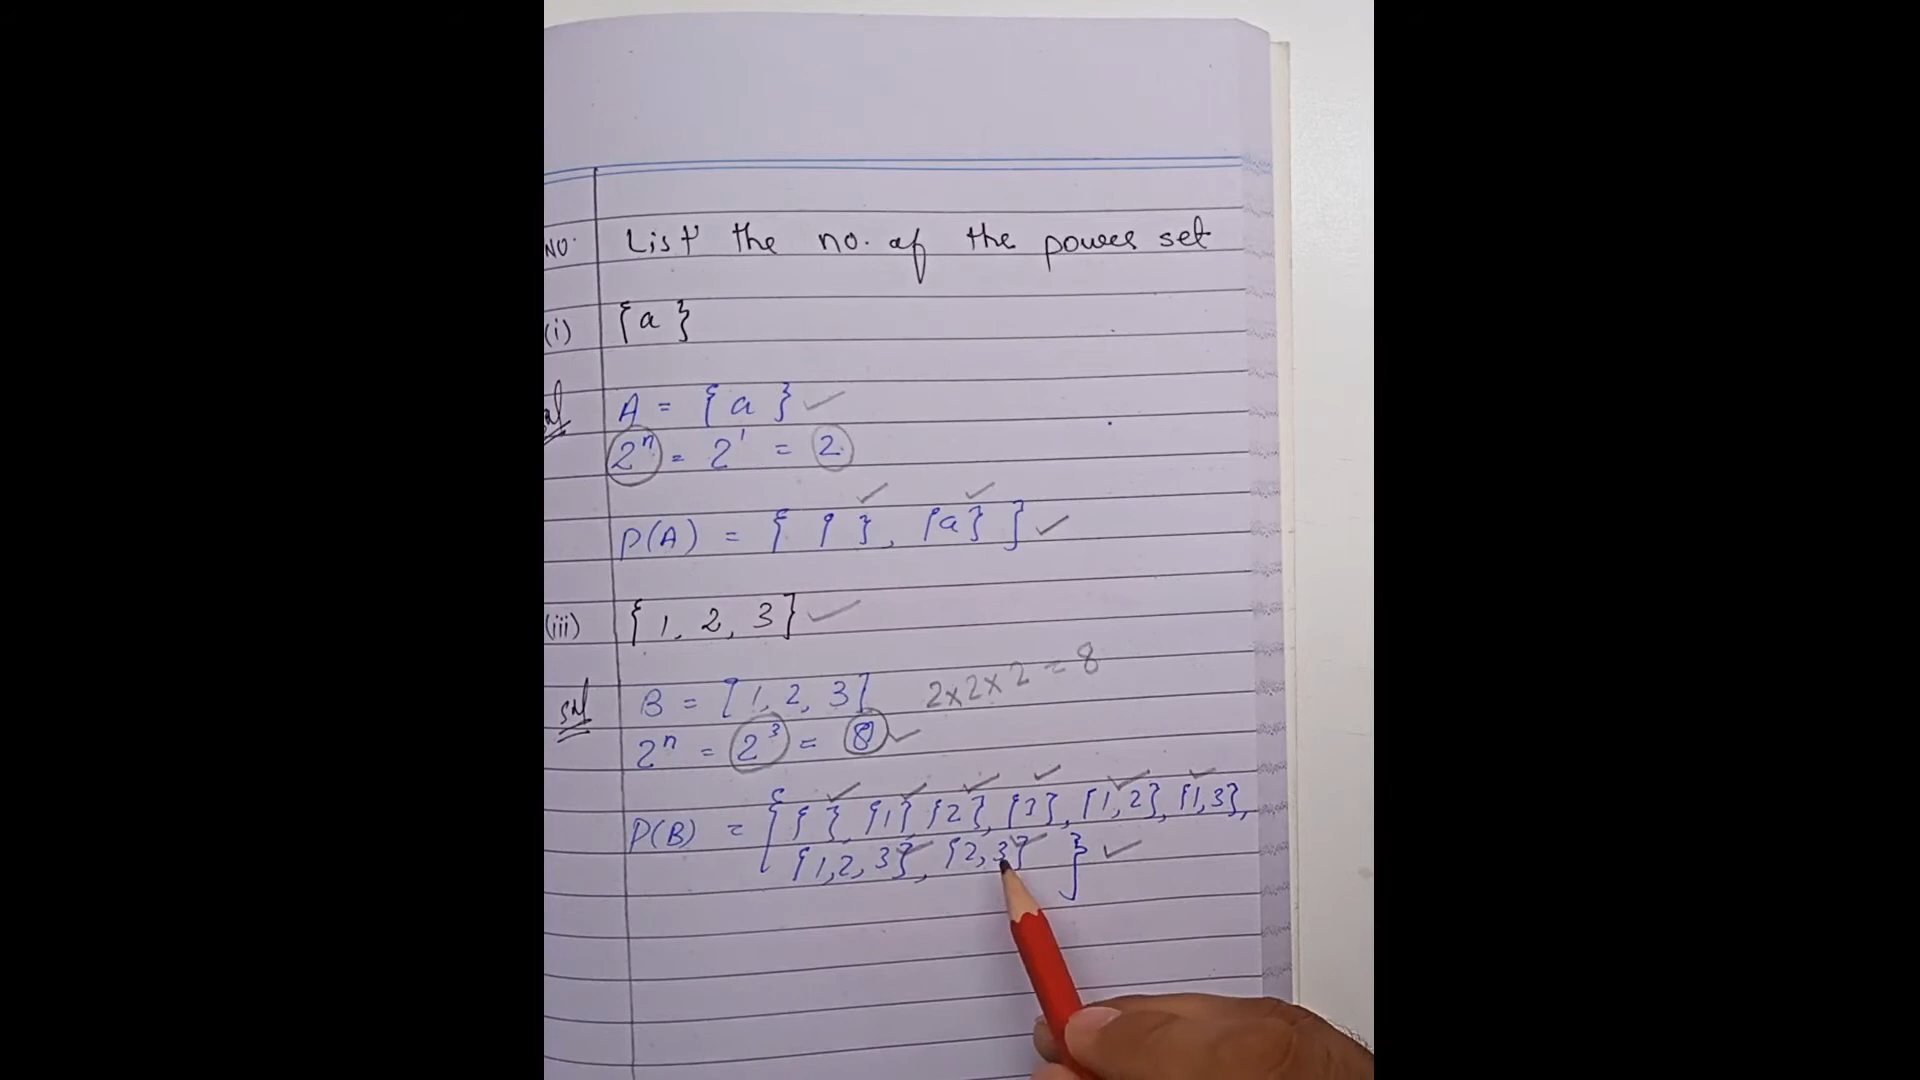 NO. List the no. of the power set
(i) {a}
Sol A = {a} ✓
2ⁿ = 2¹ = 2
P(A) = { { }, {a} } ✓
(iii) {1, 2, 3} ✓
Sol B = {1, 2, 3} 2×2×2 = 8
2ⁿ = 2³ = 8 ✓
P(B) = { { }, {1}, {2}, {3}, {1,2}, {1,3},
{1,2,3}, {2,3} } ✓